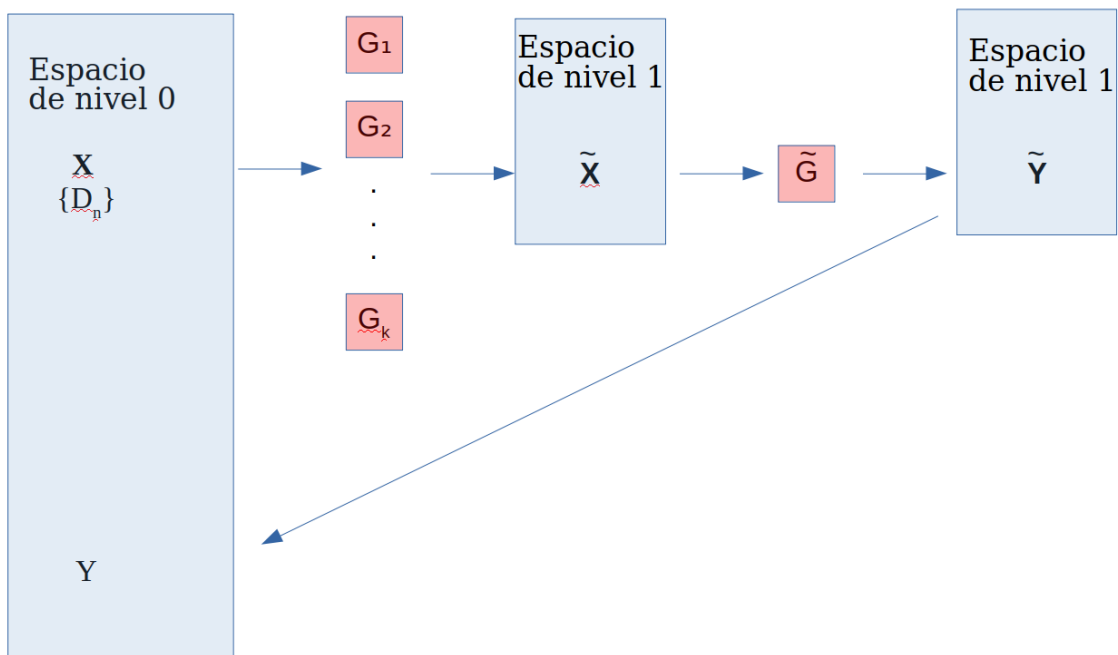 Espacio
de nivel 0
X
{Dₙ}
Y
G₁
G₂
.
.
.
Gₖ
Espacio
de nivel 1
X̃
G̃
Espacio
de nivel 1
Ỹ